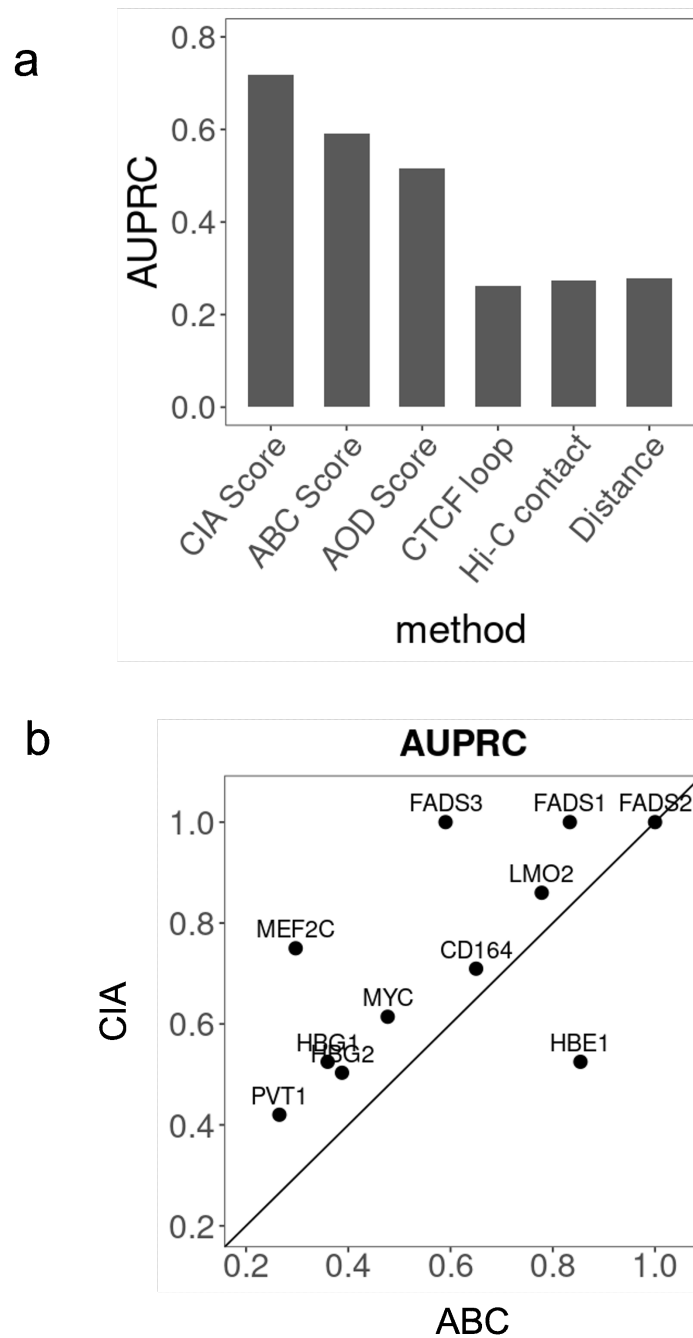 a
AUPRC
0.8
0.6
0.4
0.2
0.0
CIA Score
ABC Score
AOD Score
CTCF loop
Hi-C contact
Distance
method
b
AUPRC
CIA
1.0
0.8
0.6
0.4
0.2
FADS3
FADS1
FADS2
LMO2
MEF2C
CD164
MYC
HBG1
HBG2
HBE1
PVT1
0.2 0.4 0.6 0.8 1.0
ABC